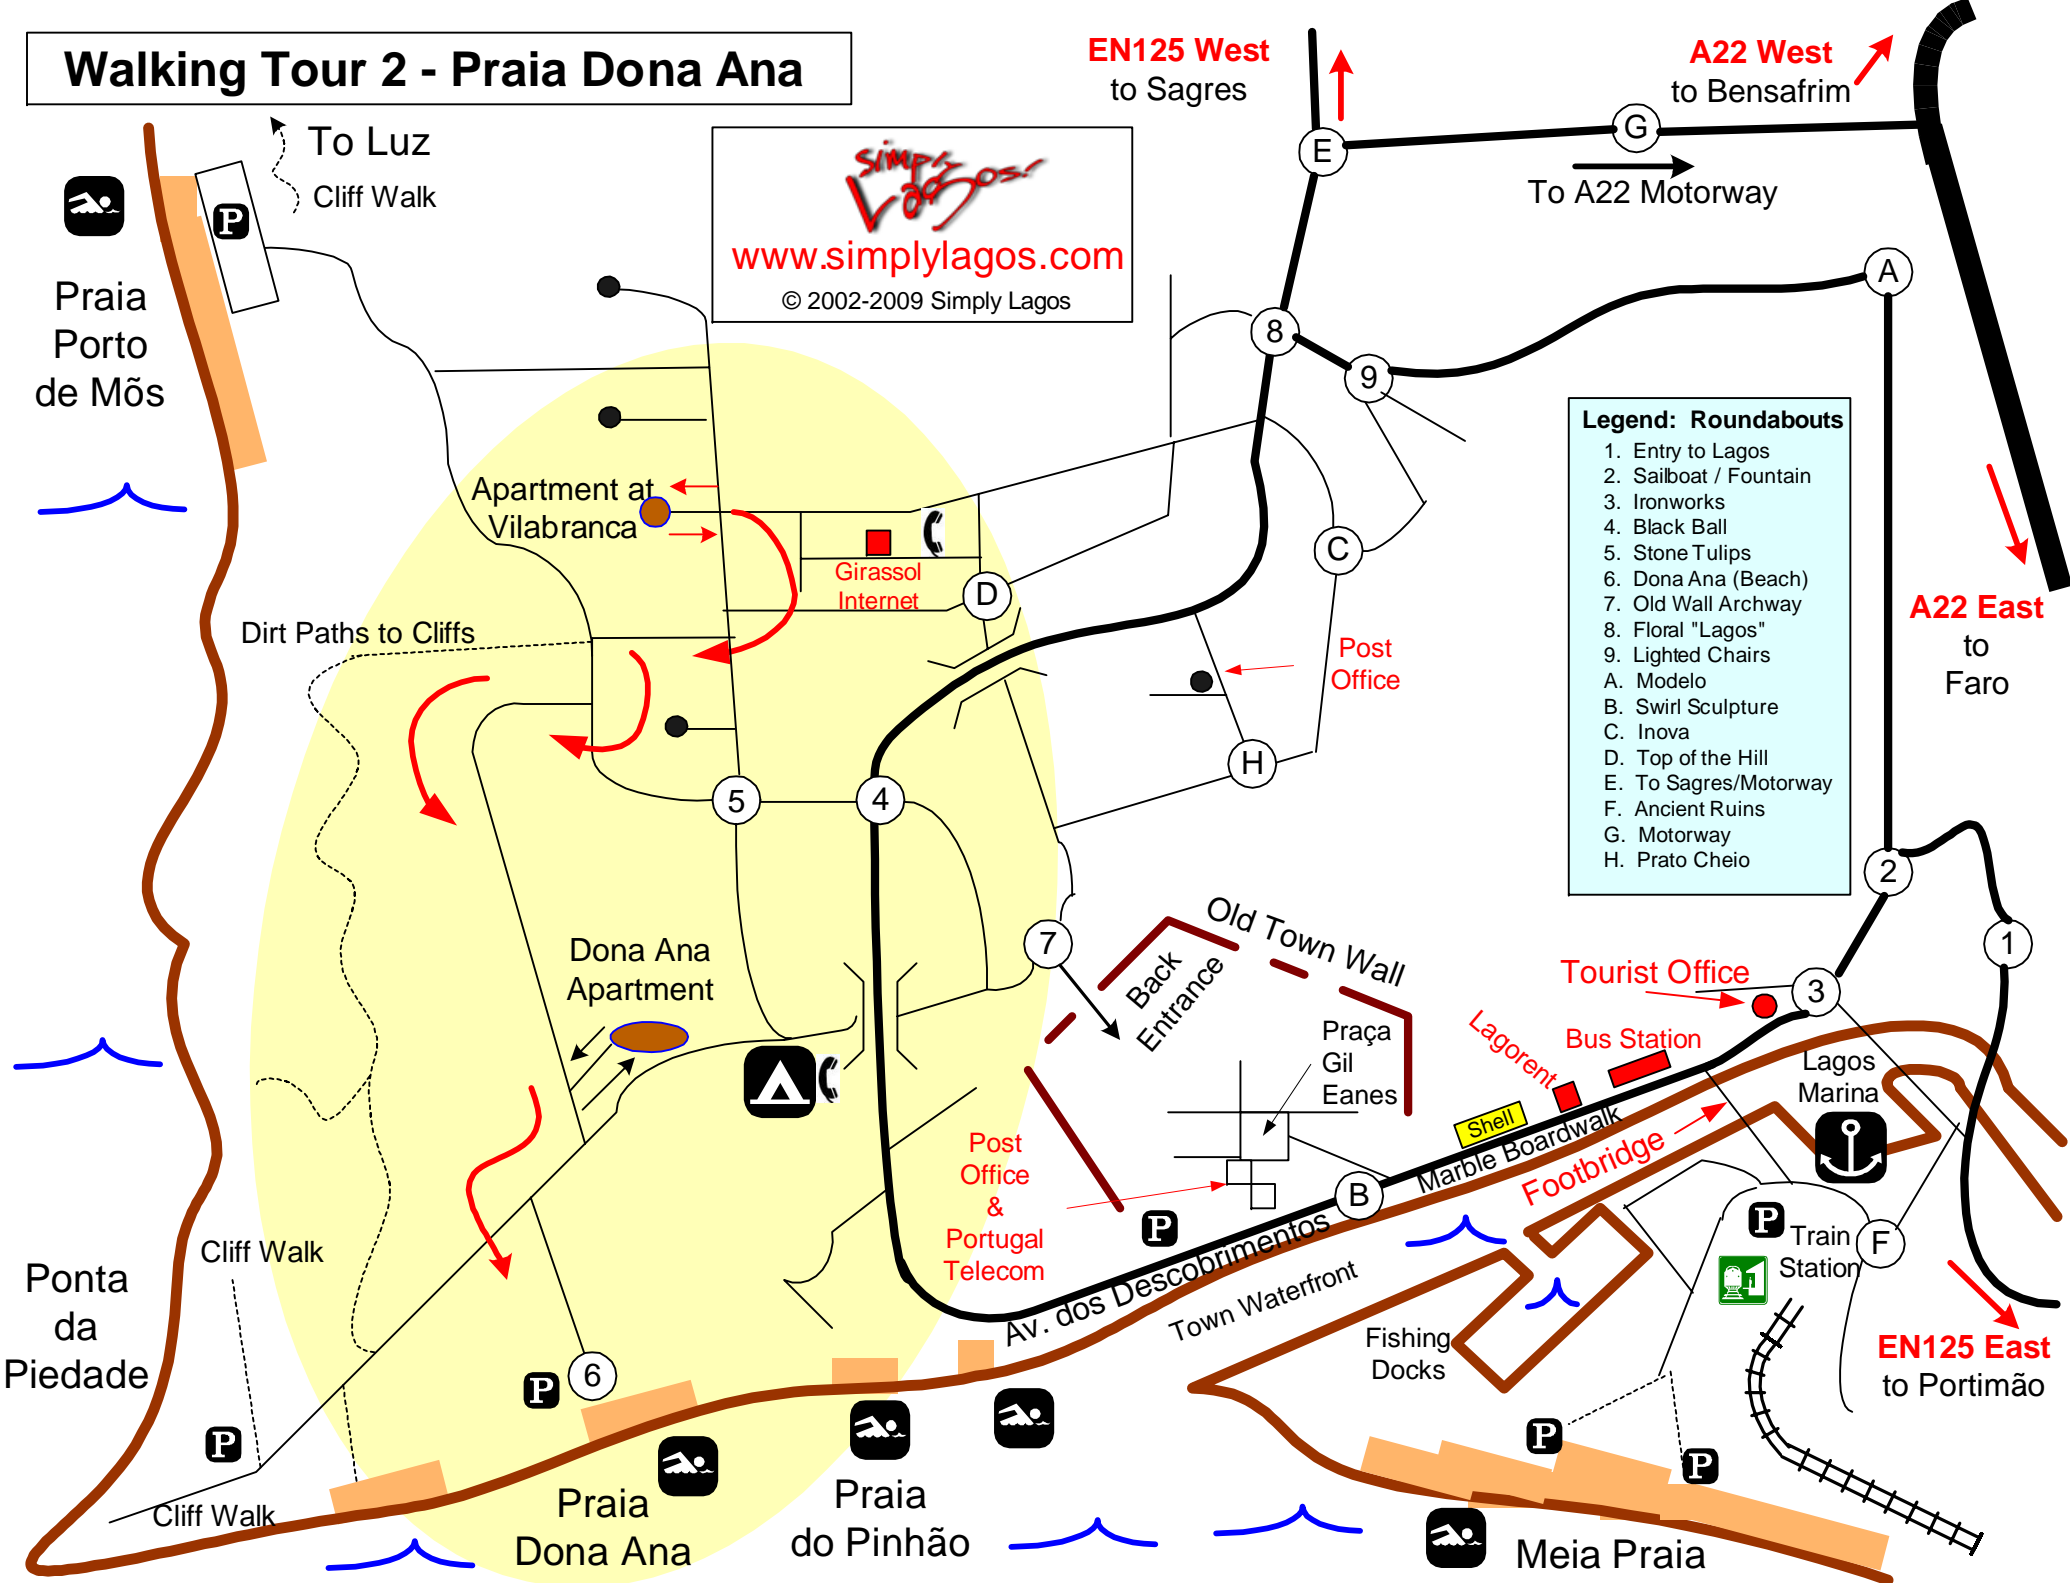 Walking Tour 2 - Praia Dona Ana
To Luz
Cliff Walk
P
Praia
Porto
de Mõs
simply
Lagos!
www.simplylagos.com
© 2002-2009 Simply Lagos
EN125 West
to Sagres
A22 West
to Bensafrim
E
G
To A22 Motorway
A
8
9
Legend: Roundabouts
1. Entry to Lagos
2. Sailboat / Fountain
3. Ironworks
4. Black Ball
5. Stone Tulips
6. Dona Ana (Beach)
7. Old Wall Archway
8. Floral "Lagos"
9. Lighted Chairs
A. Modelo
B. Swirl Sculpture
C. Inova
D. Top of the Hill
E. To Sagres/Motorway
F. Ancient Ruins
G. Motorway
H. Prato Cheio
A22 East
to
Faro
Apartment at
Vilabranca
Girassol
Internet
D
C
Dirt Paths to Cliffs
Post
Office
H
5
4
2
1
7
3
Dona Ana
Apartment
Old Town Wall
Back
Entrance
Praça
Gil
Eanes
Tourist Office
Bus Station
Lagorent
Shell
Marble Boardwalk
Footbridge
Lagos
Marina
Post
Office
&
Portugal
Telecom
P
B
Av. dos Descobrimentos
Town Waterfront
P
Train
Station
F
Fishing
Docks
EN125 East
to Portimão
Cliff Walk
Ponta
da
Piedade
P
Cliff Walk
P
6
Praia
Dona Ana
Praia
do Pinhão
P
P
Meia Praia